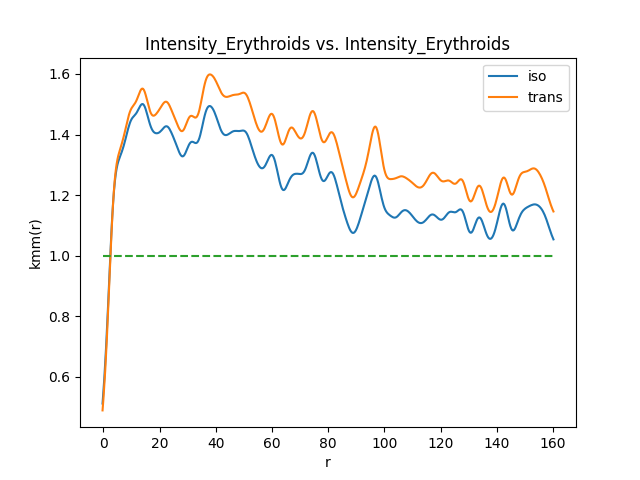 Intensity_Erythroids vs. Intensity_Erythroids
iso
trans
kmm(r)
1.6
1.4
1.2
1.0
0.8
0.6
0 20 40 60 80 100 120 140 160
r